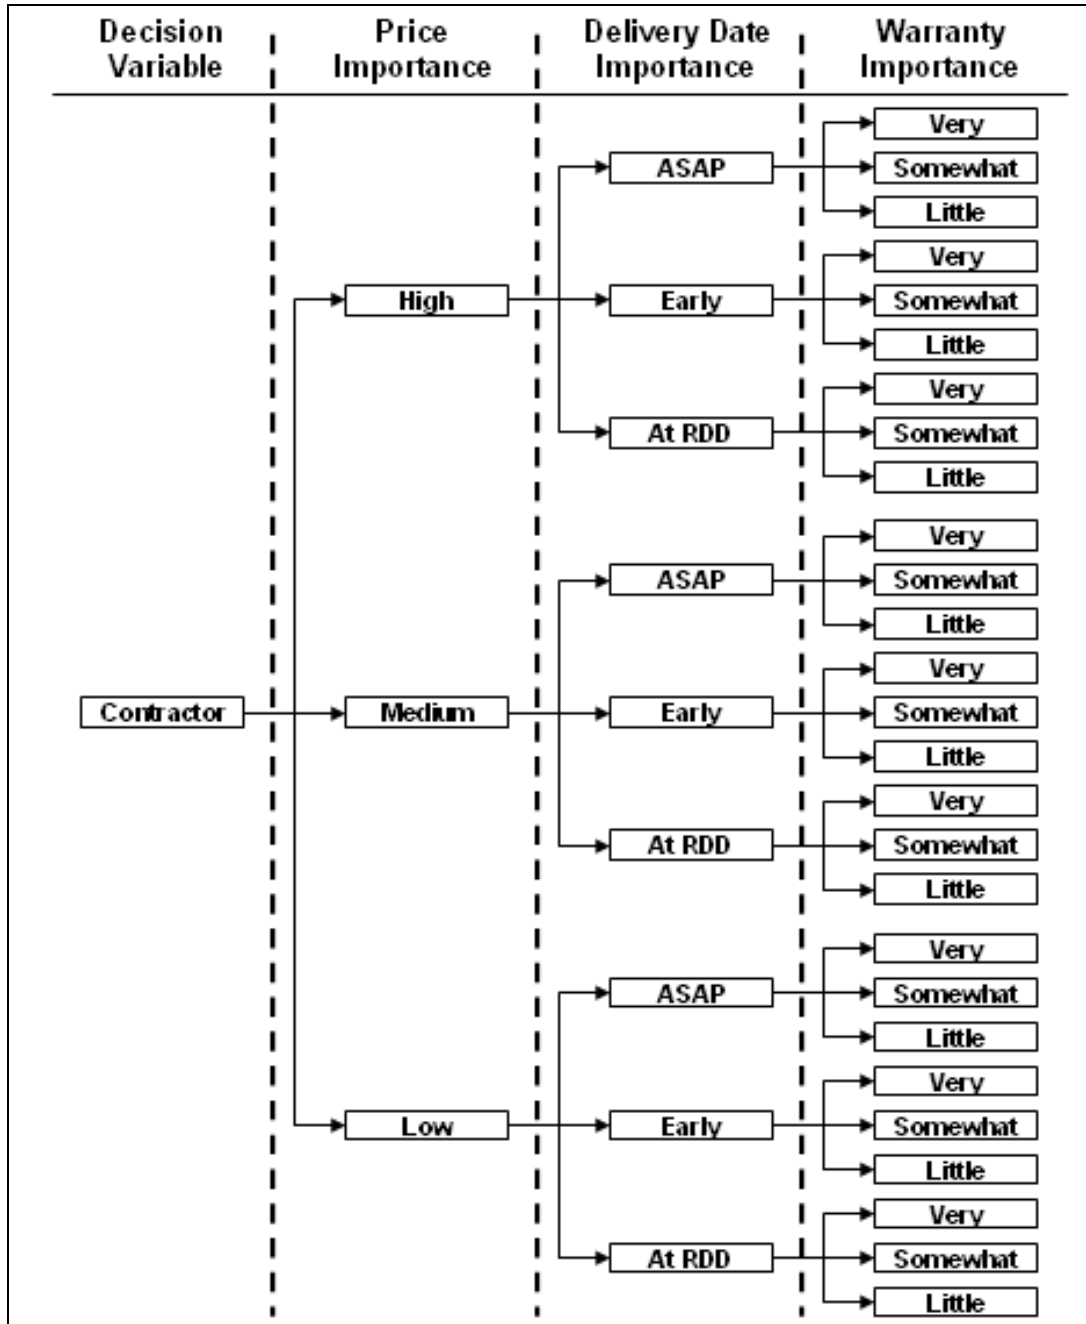 Decision Variable
Price Importance
Delivery Date Importance
Warranty Importance
Very
ASAP
Somewhat
Little
Very
High
Early
Somewhat
Little
Very
At RDD
Somewhat
Little
Very
ASAP
Somewhat
Little
Very
Contractor
Medium
Early
Somewhat
Little
Very
At RDD
Somewhat
Little
Very
ASAP
Somewhat
Little
Very
Low
Early
Somewhat
Little
Very
At RDD
Somewhat
Little